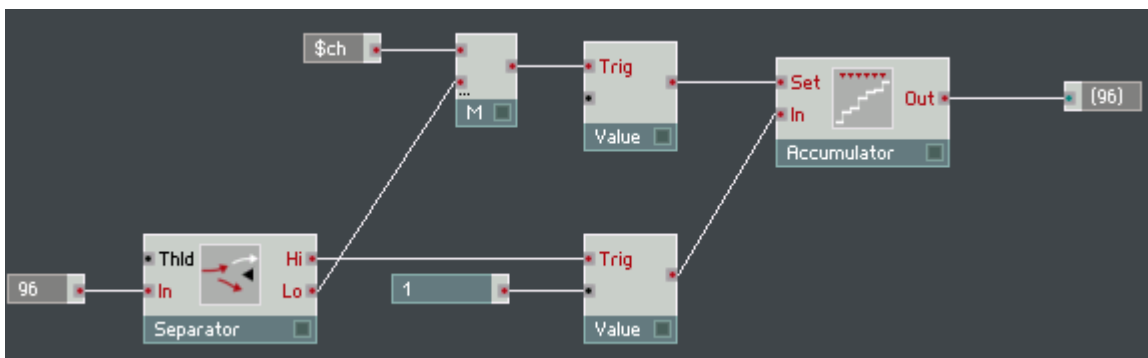 $ch
...
M
Trig
Value
Set
In
Out
Accumulator
(96)
96
Thld
In
Hi
Lo
Separator
1
Trig
Value